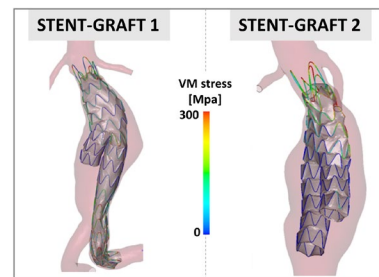 STENT-GRAFT 1
STENT-GRAFT 2
VM stress
[Mpa]
300
0